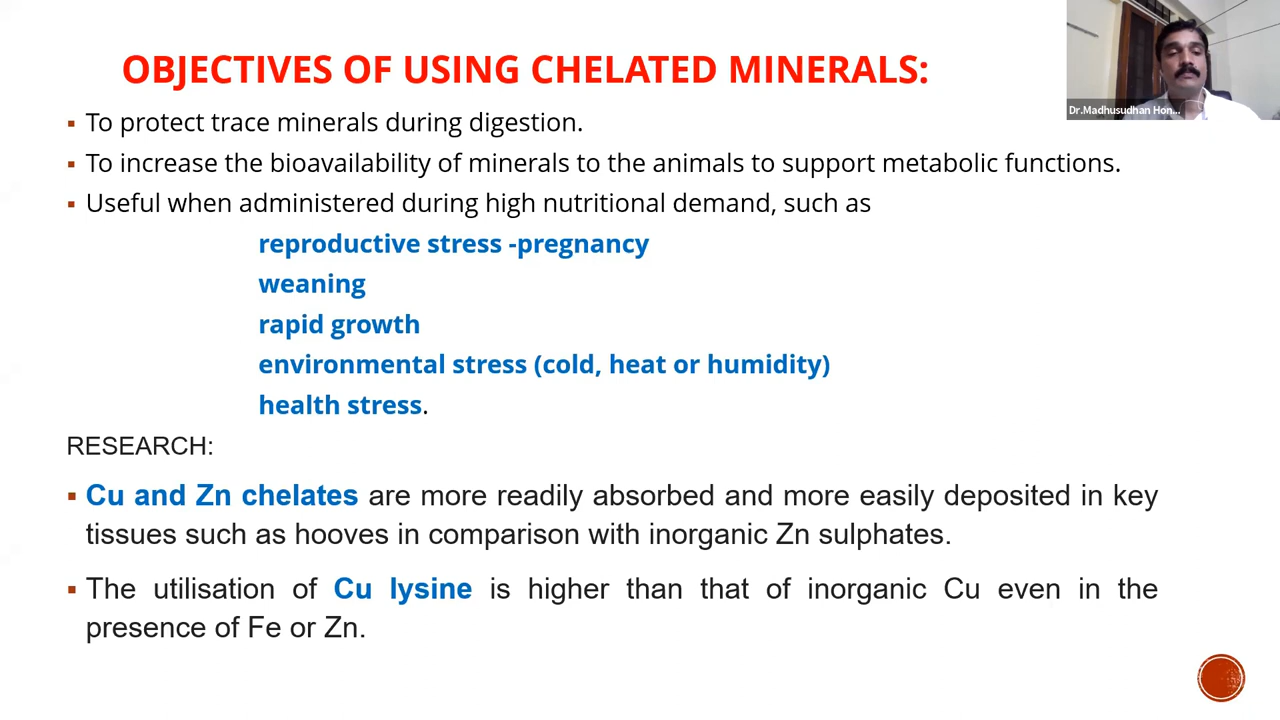 OBJECTIVES OF USING CHELATED MINERALS:
Dr.Madhusudhan Hon...
▪ To protect trace minerals during digestion.
▪ To increase the bioavailability of minerals to the animals to support metabolic functions.
▪ Useful when administered during high nutritional demand, such as
reproductive stress -pregnancy
weaning
rapid growth
environmental stress (cold, heat or humidity)
health stress.
RESEARCH:
▪ Cu and Zn chelates are more readily absorbed and more easily deposited in key
tissues such as hooves in comparison with inorganic Zn sulphates.
▪ The utilisation of Cu lysine is higher than that of inorganic Cu even in the
presence of Fe or Zn.